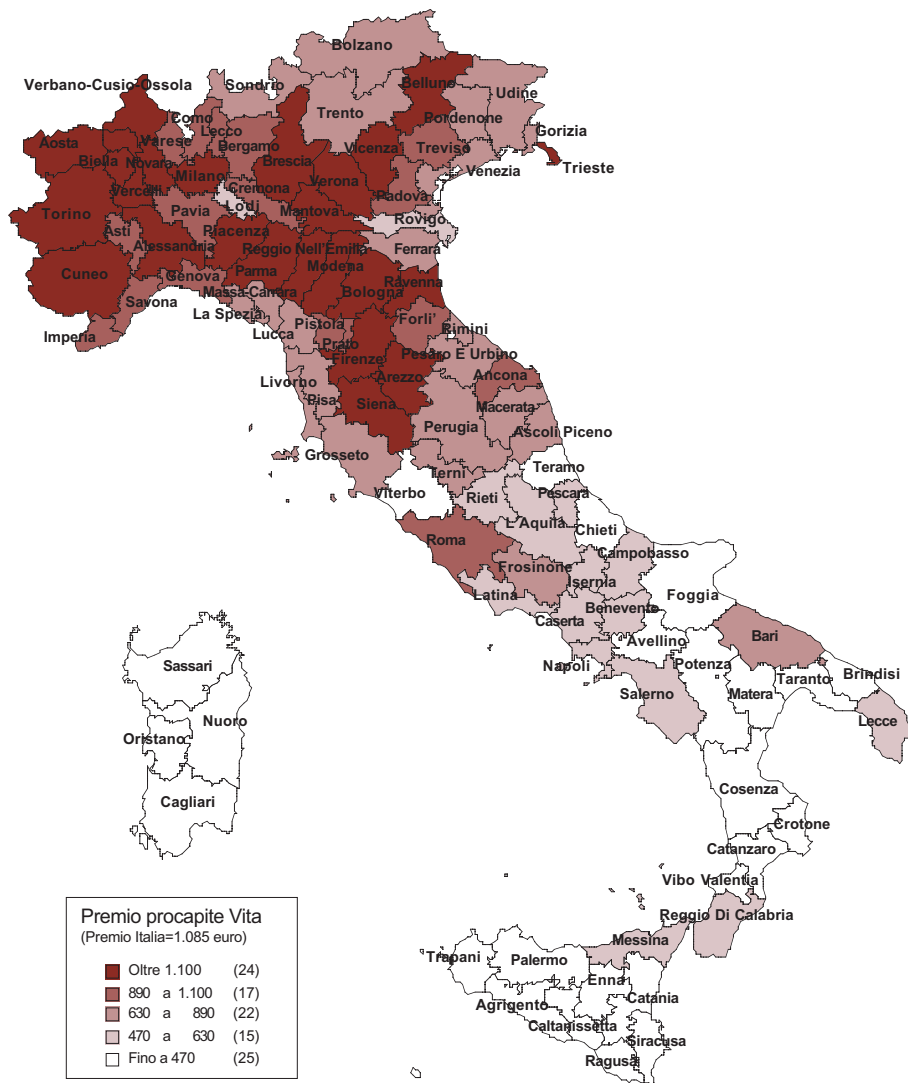 Bolzano
Verbano-Cusio-Ossola
Sondrio
Belluno
Udine
Trento
Como
Pordenone
Lecco
Gorizia
Aosta
Varese
Bergamo
Vicenza
Treviso
Biella
Novara
Brescia
Trieste
Venezia
Milano
Verona
Vercelli
Cremona
Padova
Lodi
Torino
Pavia
Mantova
Rovigo
Asti
Piacenza
Alessandria
Reggio Nell'Emilia
Ferrara
Cuneo
Genova
Parma
Modena
Ravenna
Savona
Massa-Carrara
Bologna
La Spezia
Imperia
Pistoia
Forli'
Rimini
Lucca
Prato
Firenze
Pesaro E Urbino
Livorno
Arezzo
Ancona
Pisa
Siena
Macerata
Perugia
Ascoli Piceno
Grosseto
Terni
Teramo
Viterbo
Rieti
Pescara
L'Aquila
Chieti
Roma
Campobasso
Frosinone
Isernia
Latina
Foggia
Benevento
Caserta
Avellino
Bari
Napoli
Potenza
Sassari
Salerno
Matera
Taranto
Brindisi
Nuoro
Lecce
Oristano
Cosenza
Cagliari
Crotone
Catanzaro
Vibo Valentia
Reggio Di Calabria
Messina
Trapani
Palermo
Enna
Catania
Agrigento
Caltanissetta
Siracusa
Ragusa
Premio procapite Vita
(Premio Italia=1.085 euro)
Oltre 1.100 (24)
890 a 1.100 (17)
630 a 890 (22)
470 a 630 (15)
Fino a 470 (25)